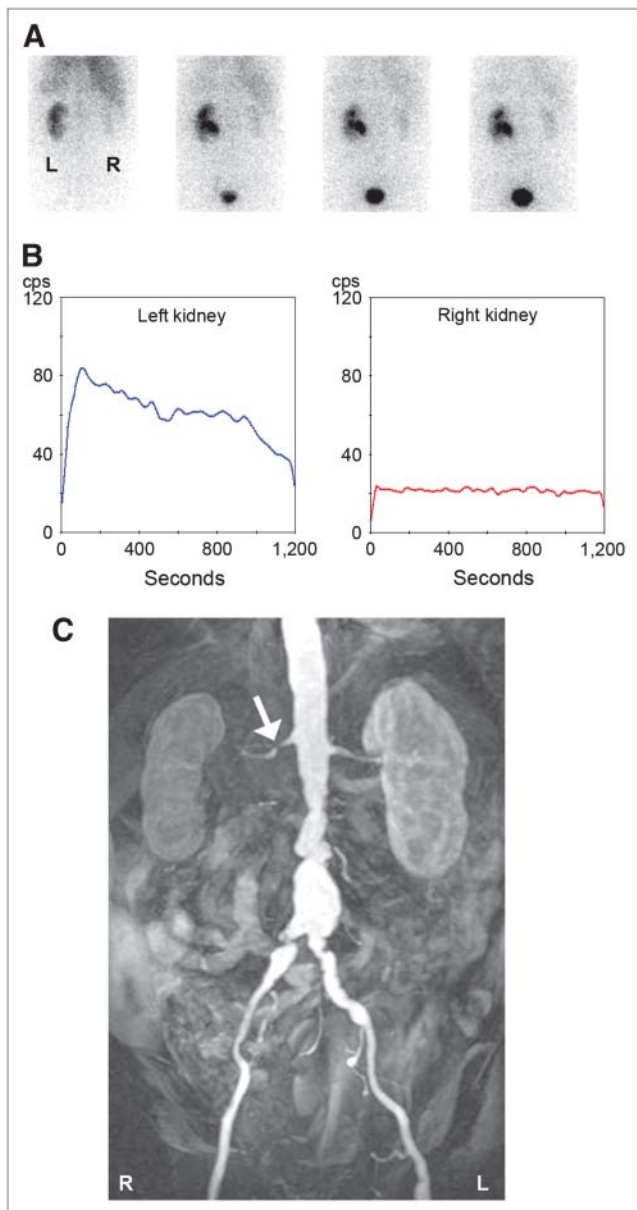 A
L R
B
cps cps
120 120
Left kidney Right kidney
80 80
40 40
0 0
0 400 800 1,200 0 400 800 1,200
Seconds Seconds
C
R L